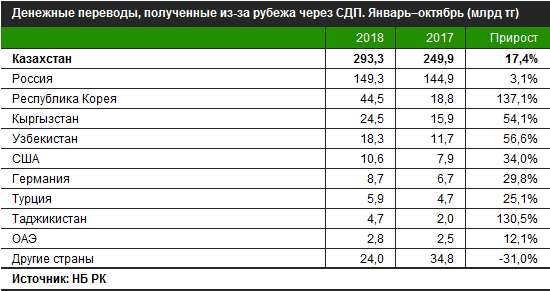 Денежные переводы, полученные из-за рубежа через СДП. Январь–октябрь (млрд тг)
2018 2017 Прирост
Казахстан 293,3 249,9 17,4%
Россия 149,3 144,9 3,1%
Республика Корея 44,5 18,8 137,1%
Кыргызстан 24,5 15,9 54,1%
Узбекистан 18,3 11,7 56,6%
США 10,6 7,9 34,0%
Германия 8,7 6,7 29,8%
Турция 5,9 4,7 25,1%
Таджикистан 4,7 2,0 130,5%
ОАЭ 2,8 2,5 12,1%
Другие страны 24,0 34,8 -31,0%
Источник: НБ РК